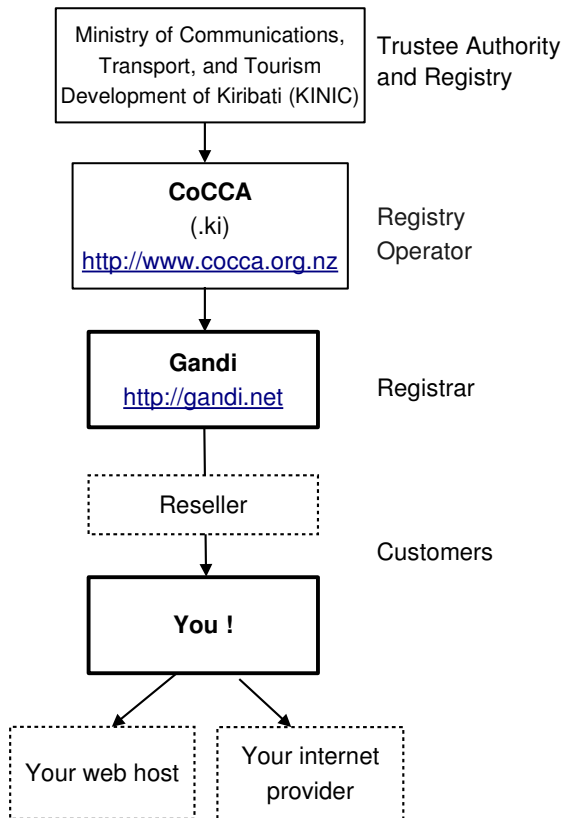 Ministry of Communications,
Transport, and Tourism
Development of Kiribati (KINIC)
Trustee Authority
and Registry
CoCCA
(.ki)
http://www.cocca.org.nz
Registry
Operator
Gandi
http://gandi.net
Registrar
Reseller
Customers
You !
Your web host
Your internet
provider